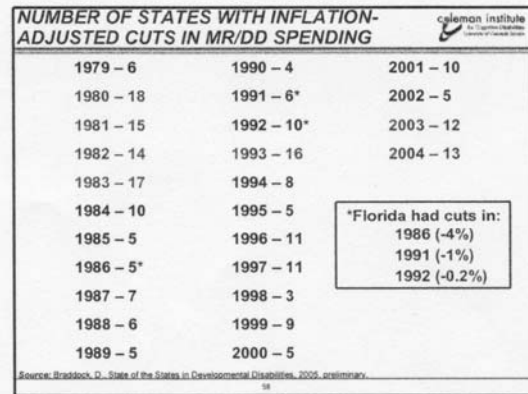 NUMBER OF STATES WITH INFLATION-
ADJUSTED CUTS IN MR/DD SPENDING
coleman institute
for Cognitive Disabilities
1979 – 6
1980 – 18
1981 – 15
1982 – 14
1983 – 17
1984 – 10
1985 – 5
1986 – 5*
1987 – 7
1988 – 6
1989 – 5
1990 – 4
1991 – 6*
1992 – 10*
1993 – 16
1994 – 8
1995 – 5
1996 – 11
1997 – 11
1998 – 3
1999 – 9
2000 – 5
2001 – 10
2002 – 5
2003 – 12
2004 – 13
*Florida had cuts in:
1986 (-4%)
1991 (-1%)
1992 (-0.2%)
Source: Braddock, D., State of the States in Developmental Disabilities, 2005, preliminary.